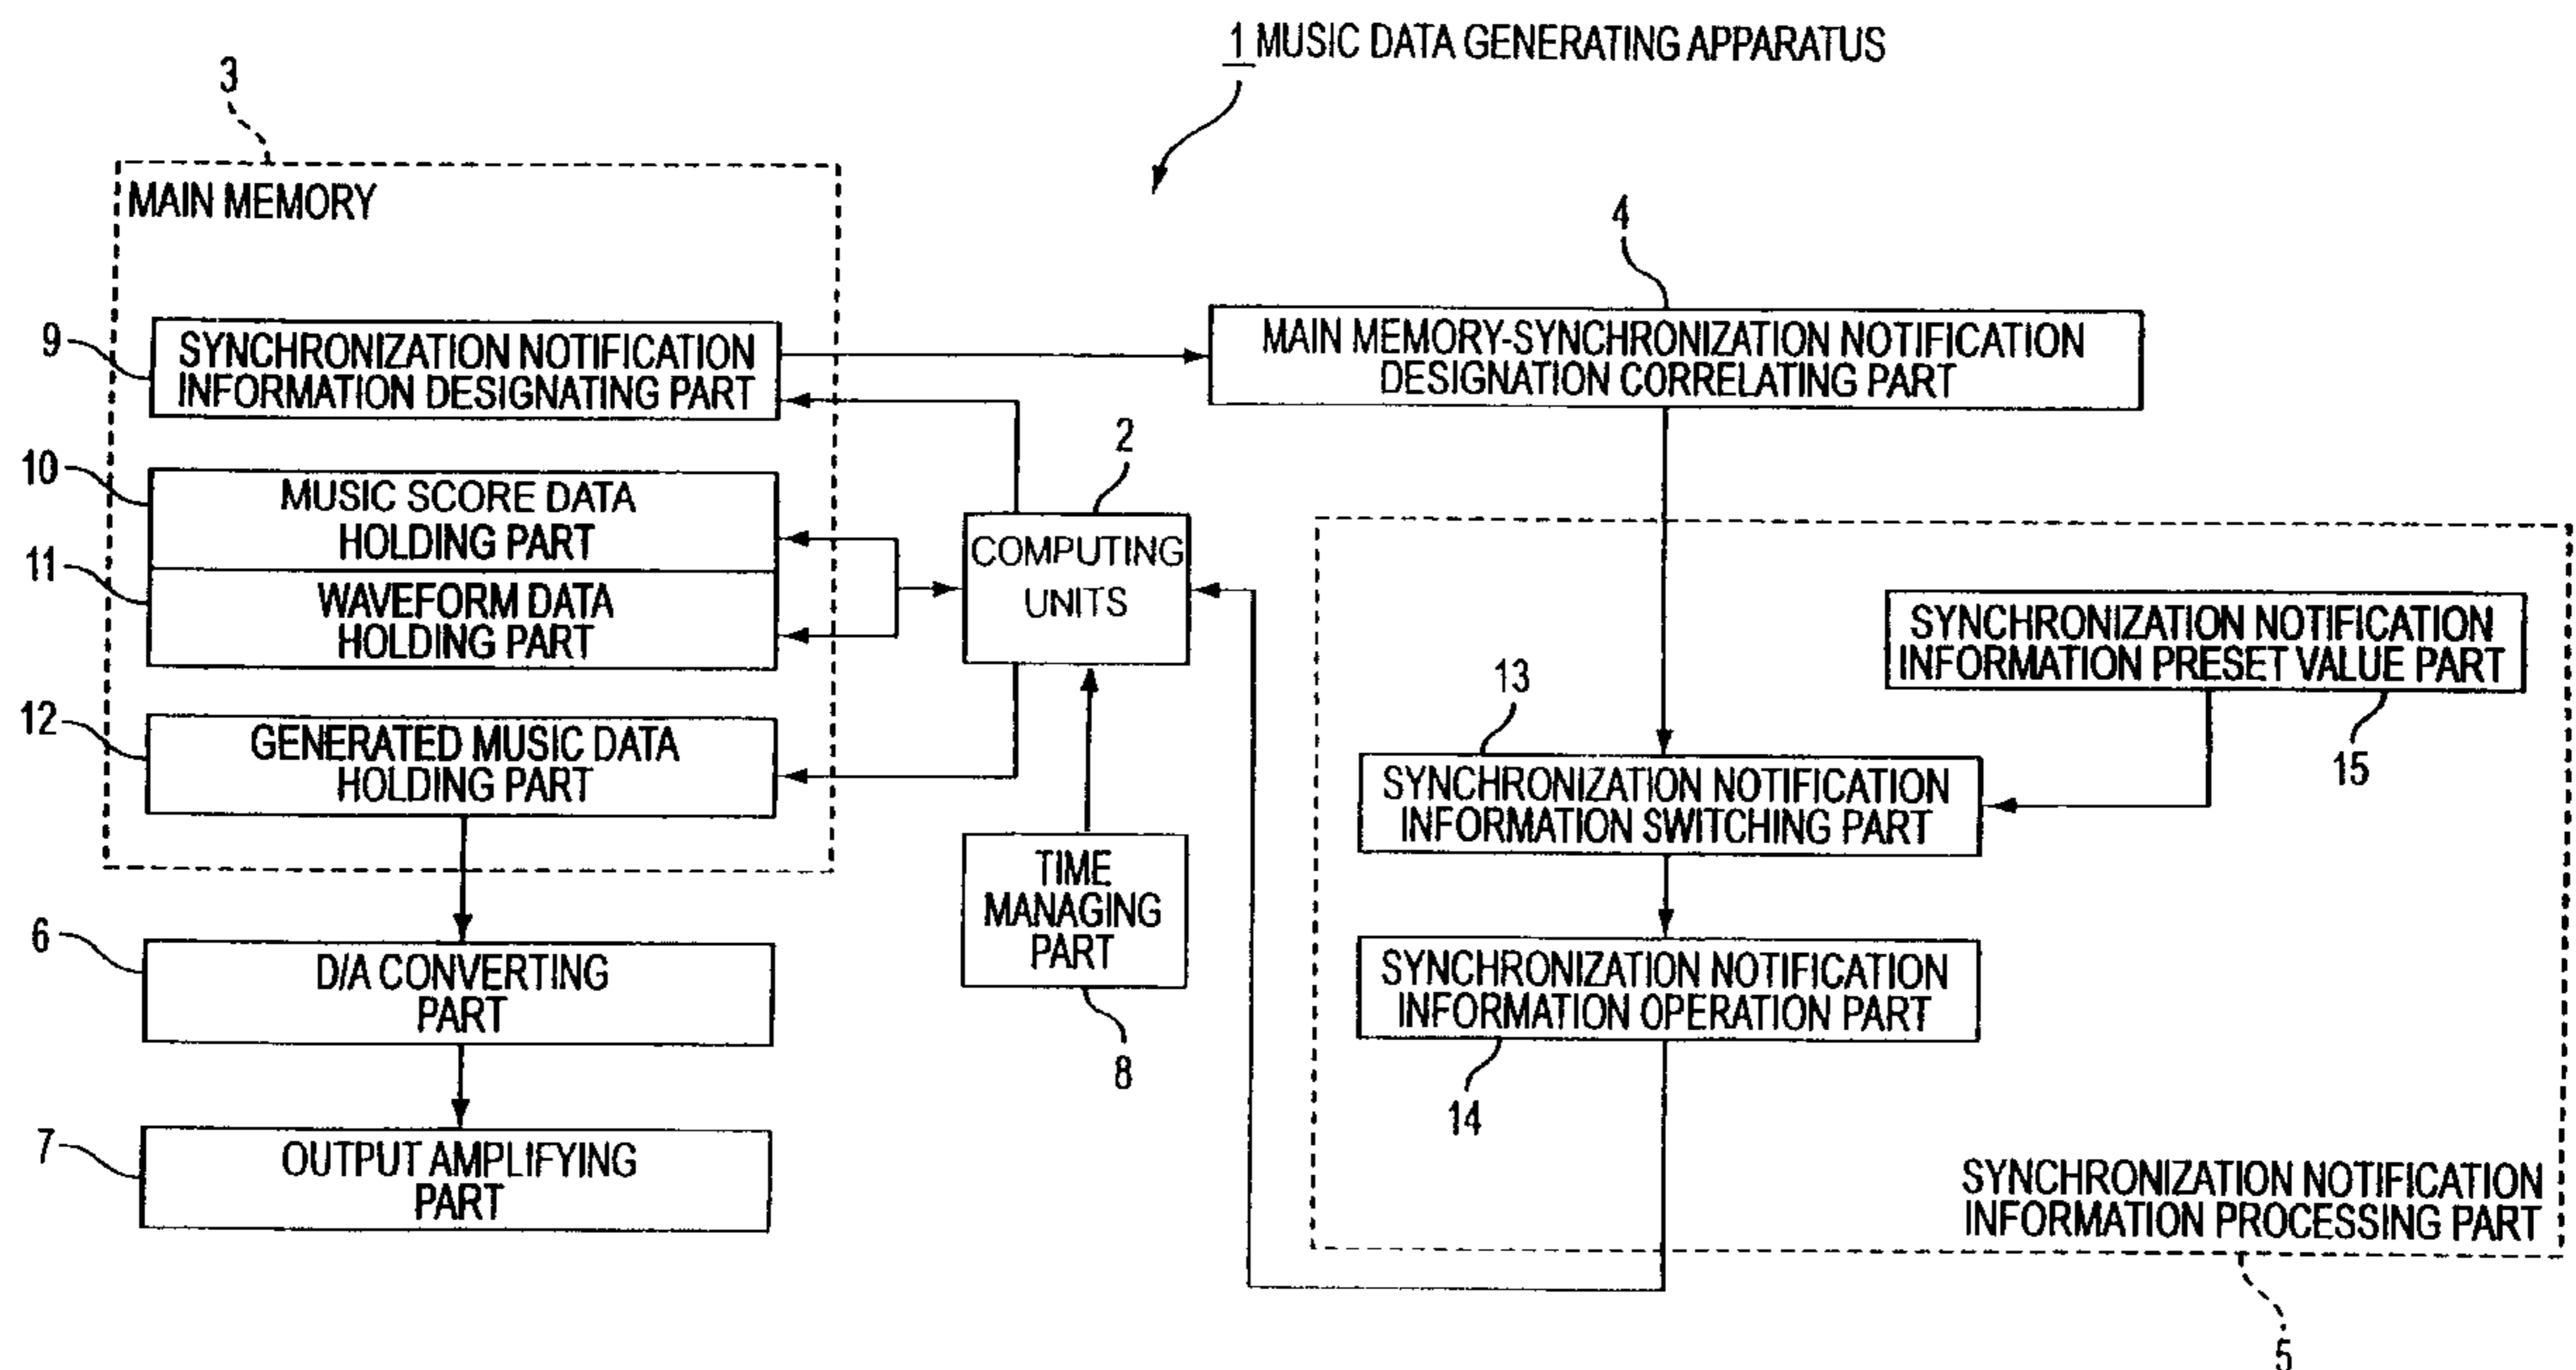 1 MUSIC DATA GENERATING APPARATUS
3
MAIN MEMORY
4
9
SYNCHRONIZATION NOTIFICATION
INFORMATION DESIGNATING PART
MAIN MEMORY-SYNCHRONIZATION NOTIFICATION
DESIGNATION CORRELATING PART
10
MUSIC SCORE DATA
HOLDING PART
2
COMPUTING
UNITS
11
WAVEFORM DATA
HOLDING PART
SYNCHRONIZATION NOTIFICATION
INFORMATION PRESET VALUE PART
15
12
GENERATED MUSIC DATA
HOLDING PART
13
SYNCHRONIZATION NOTIFICATION
INFORMATION SWITCHING PART
TIME
MANAGING
PART
8
6
D/A CONVERTING
PART
SYNCHRONIZATION NOTIFICATION
INFORMATION OPERATION PART
14
7
OUTPUT AMPLIFYING
PART
SYNCHRONIZATION NOTIFICATION
INFORMATION PROCESSING PART
5